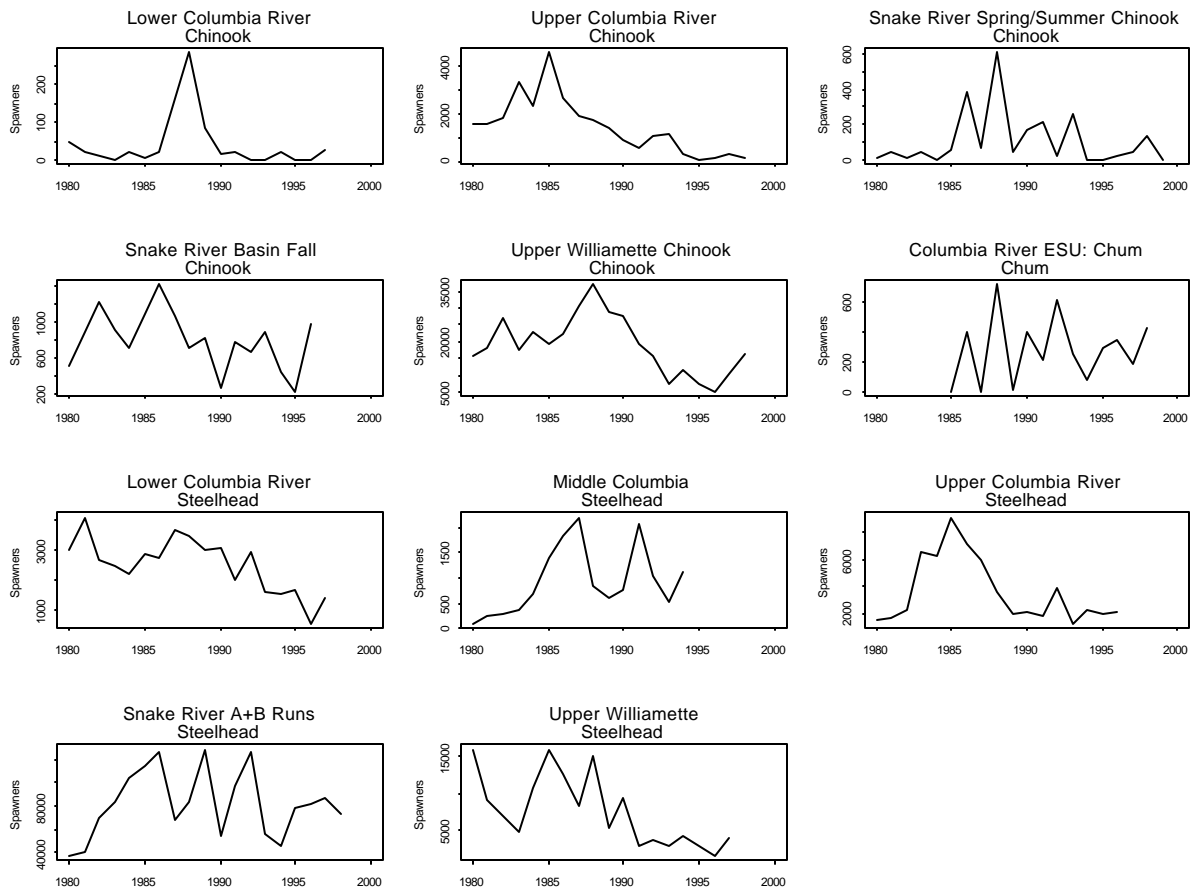 Lower Columbia River
Chinook
Spawners
0 100 200
1980 1985 1990 1995 2000
Upper Columbia River
Chinook
Spawners
0 2000 4000
1980 1985 1990 1995 2000
Snake River Spring/Summer Chinook
Chinook
Spawners
0 200 400 600
1980 1985 1990 1995 2000
Snake River Basin Fall
Chinook
Spawners
200 600 1000
1980 1985 1990 1995 2000
Upper Williamette Chinook
Chinook
Spawners
5000 20000 35000
1980 1985 1990 1995 2000
Columbia River ESU: Chum
Chum
Spawners
0 200 600
1980 1985 1990 1995 2000
Lower Columbia River
Steelhead
Spawners
1000 3000
1980 1985 1990 1995 2000
Middle Columbia
Steelhead
Spawners
0 500 1500
1980 1985 1990 1995 2000
Upper Columbia River
Steelhead
Spawners
2000 6000
1980 1985 1990 1995 2000
Snake River A+B Runs
Steelhead
Spawners
40000 80000
1980 1985 1990 1995 2000
Upper Williamette
Steelhead
Spawners
5000 15000
1980 1985 1990 1995 2000